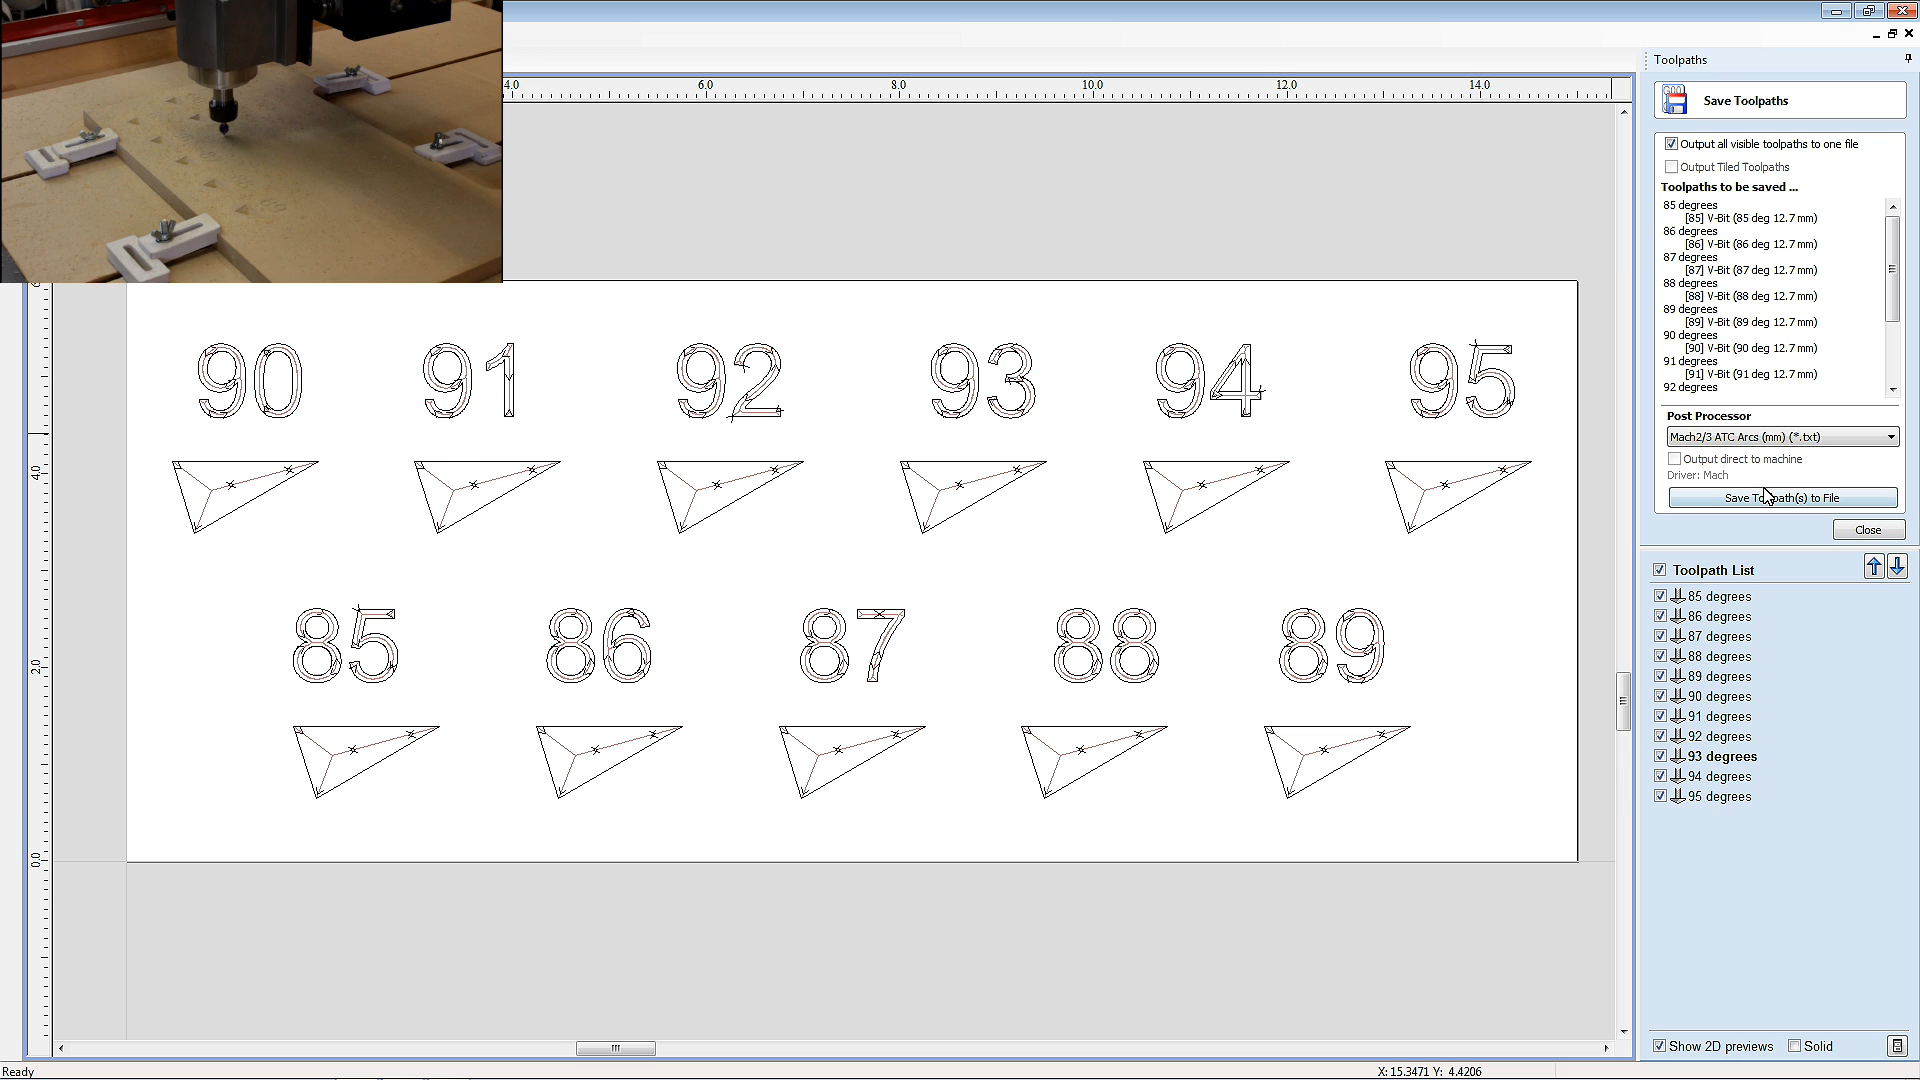 4.0 6.0 8.0 10.0 12.0 14.0
Toolpaths
Save Toolpaths
Output all visible toolpaths to one file
Output Tiled Toolpaths
Toolpaths to be saved ...
85 degrees
[85] V-Bit (85 deg 12.7 mm)
86 degrees
[86] V-Bit (86 deg 12.7 mm)
87 degrees
[87] V-Bit (87 deg 12.7 mm)
88 degrees
[88] V-Bit (88 deg 12.7 mm)
89 degrees
[89] V-Bit (89 deg 12.7 mm)
90 degrees
[90] V-Bit (90 deg 12.7 mm)
91 degrees
[91] V-Bit (91 deg 12.7 mm)
92 degrees
Post Processor
Mach2/3 ATC Arcs (mm) (*.txt)
Output direct to machine
Driver: Mach
Save Toolpath(s) to File
Close
90 91 92 93 94 95
85 86 87 88 89
4.0
2.0
0.0
Toolpath List
85 degrees
86 degrees
87 degrees
88 degrees
89 degrees
90 degrees
91 degrees
92 degrees
93 degrees
94 degrees
95 degrees
Show 2D previews Solid
Ready
X: 15.3471 Y: 4.4206